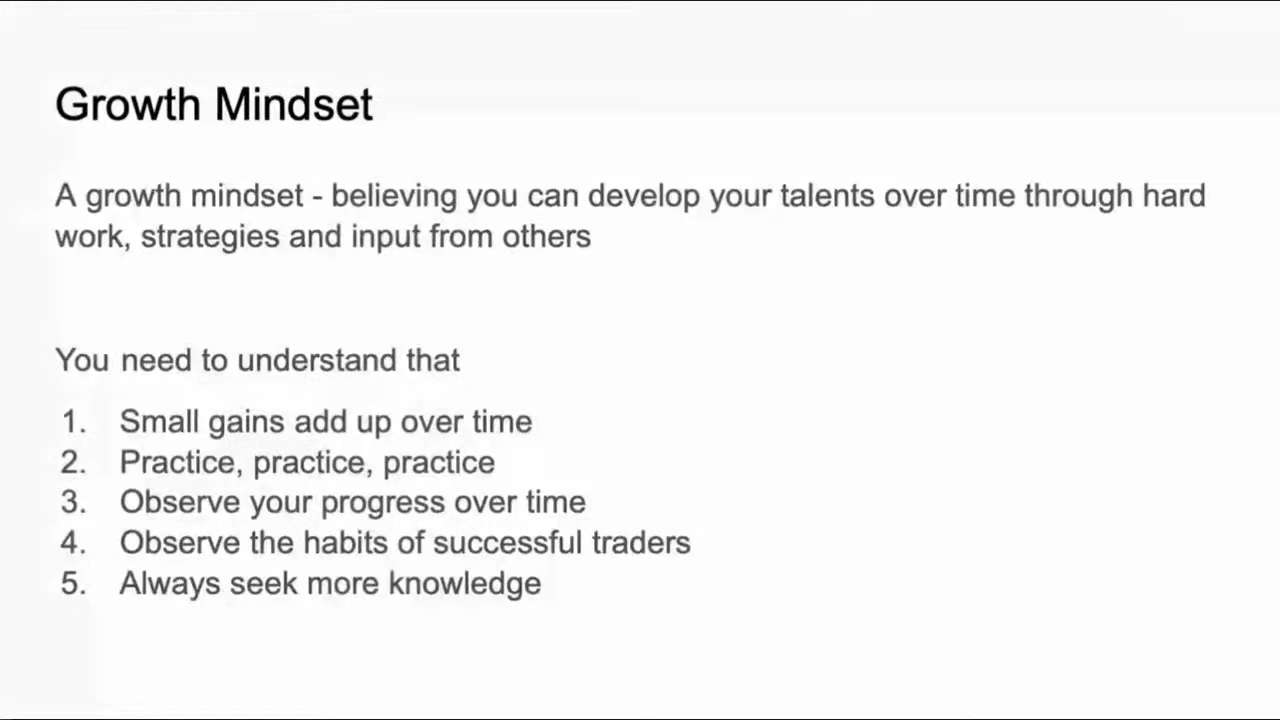 Growth Mindset
A growth mindset - believing you can develop your talents over time through hard
work, strategies and input from others
You need to understand that
1. Small gains add up over time
2. Practice, practice, practice
3. Observe your progress over time
4. Observe the habits of successful traders
5. Always seek more knowledge